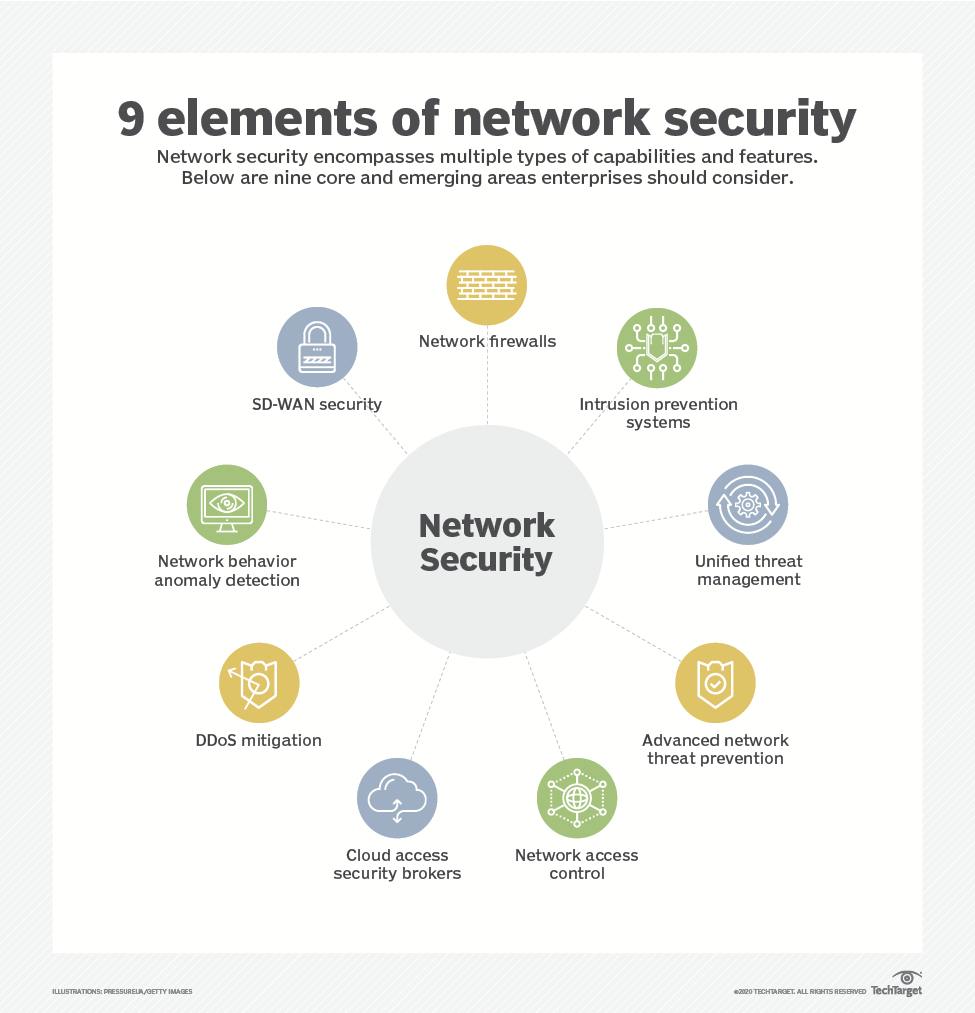 9 elements of network security
Network security encompasses multiple types of capabilities and features.
Below are nine core and emerging areas enterprises should consider.
Network firewalls
Intrusion prevention
systems
Unified threat
management
Advanced network
threat prevention
Network access
control
Cloud access
security brokers
DDoS mitigation
Network behavior
anomaly detection
SD-WAN security
Network
Security
ILLUSTRATIONS: PRESSUREUA/GETTY IMAGES
©2020 TECHTARGET. ALL RIGHTS RESERVED
TechTarget